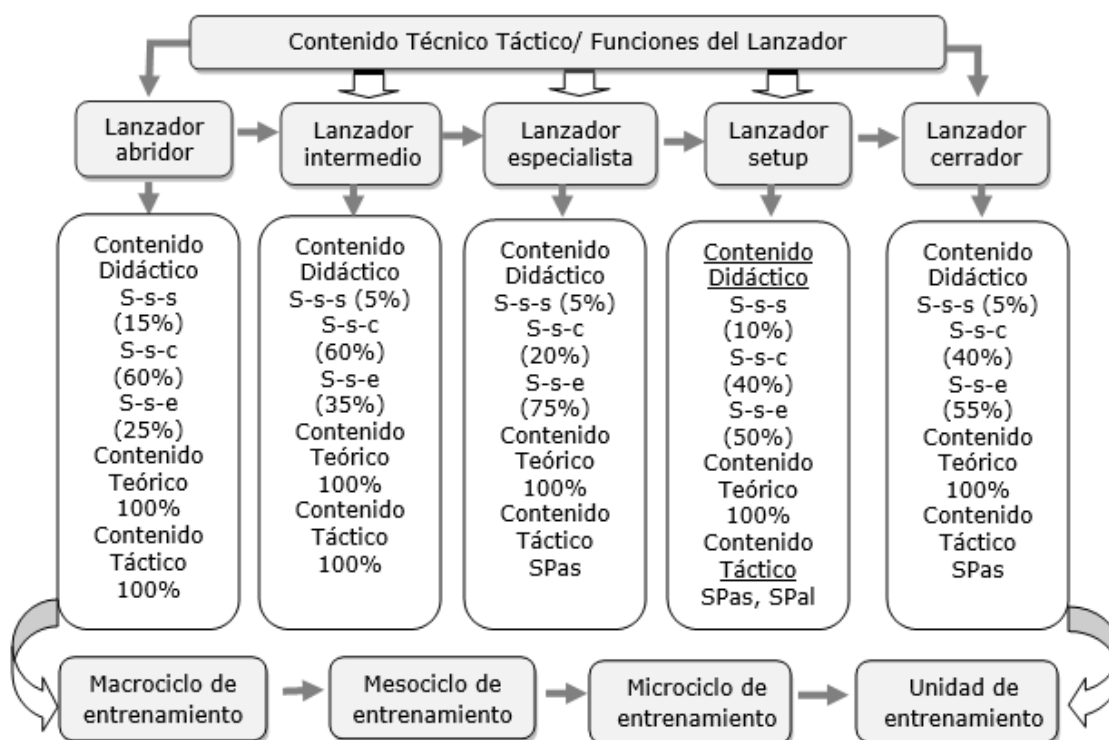 Contenido Técnico Táctico/ Funciones del Lanzador
Lanzador
abridor
Lanzador
intermedio
Lanzador
especialista
Lanzador
setup
Lanzador
cerrador
Contenido
Didáctico
S-s-s
(15%)
S-s-c
(60%)
S-s-e
(25%)
Contenido
Teórico
100%
Contenido
Táctico
100%
Contenido
Didáctico
S-s-s (5%)
S-s-c
(60%)
S-s-e
(35%)
Contenido
Teórico
100%
Contenido
Táctico
100%
Contenido
Didáctico
S-s-s (5%)
S-s-c
(20%)
S-s-e
(75%)
Contenido
Teórico
100%
Contenido
Táctico
SPas
Contenido
Didáctico
S-s-s
(10%)
S-s-c
(40%)
S-s-e
(50%)
Contenido
Teórico
100%
Contenido
Táctico
SPas, SPal
Contenido
Didáctico
S-s-s (5%)
S-s-c
(40%)
S-s-e
(55%)
Contenido
Teórico
100%
Contenido
Táctico
SPas
Macrociclo de
entrenamiento
Mesociclo de
entrenamiento
Microciclo de
entrenamiento
Unidad de
entrenamiento